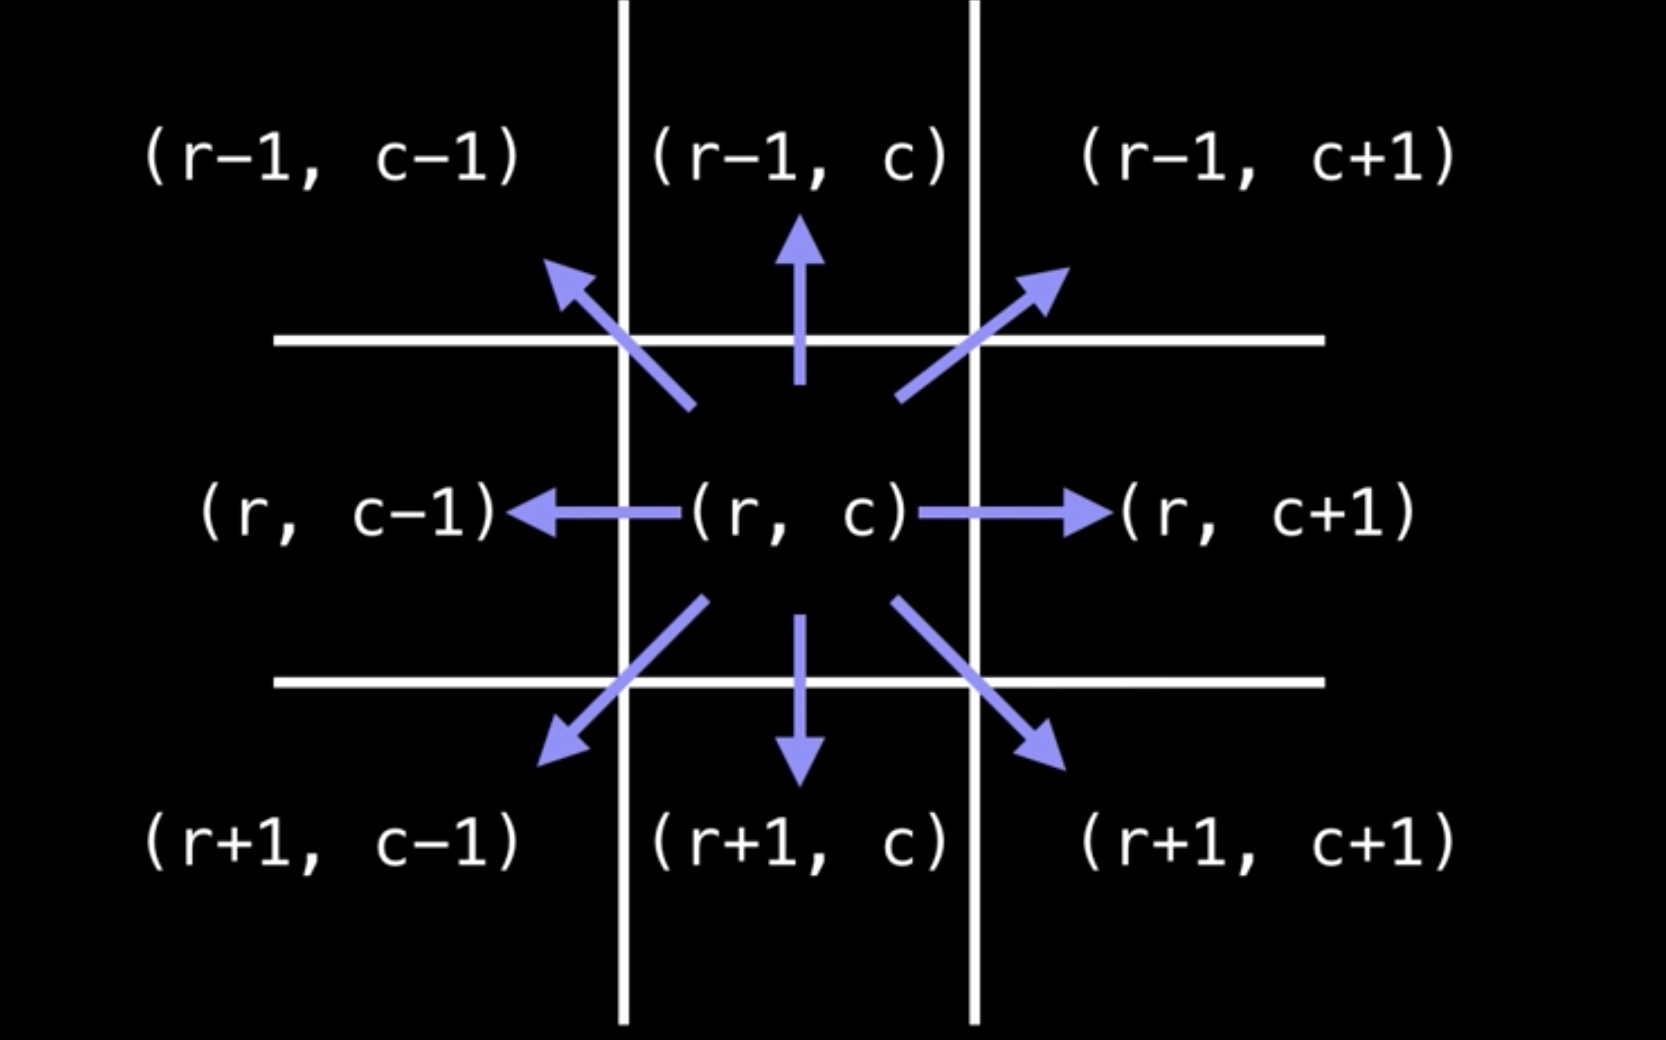 (r−1, c−1) (r−1, c) (r−1, c+1)
(r, c−1) (r, c) (r, c+1)
(r+1, c−1) (r+1, c) (r+1, c+1)